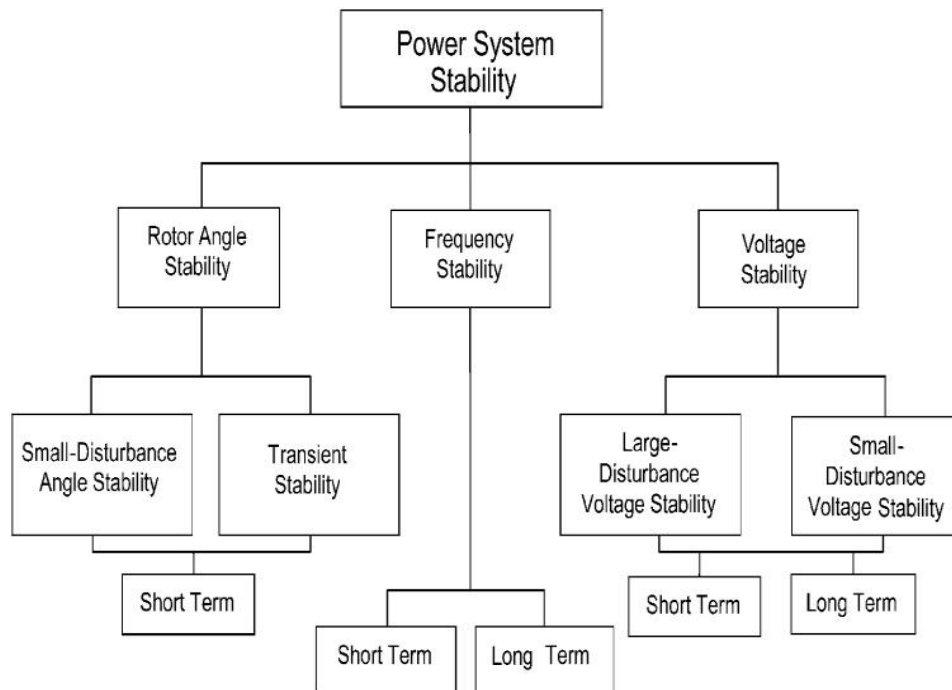 Power System
Stability
Rotor Angle
Stability
Frequency
Stability
Voltage
Stability
Small-Disturbance
Angle Stability
Transient
Stability
Large-
Disturbance
Voltage Stability
Small-
Disturbance
Voltage Stability
Short Term
Short Term
Long Term
Short Term
Long Term